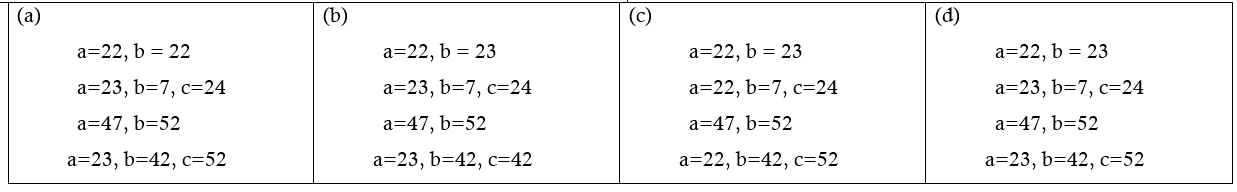 (a)
a=22, b = 22
a=23, b=7, c=24
a=47, b=52
a=23, b=42, c=52
(b)
a=22, b = 23
a=23, b=7, c=24
a=47, b=52
a=23, b=42, c=42
(c)
a=22, b = 23
a=22, b=7, c=24
a=47, b=52
a=22, b=42, c=52
(d)
a=22, b = 23
a=23, b=7, c=24
a=47, b=52
a=23, b=42, c=52